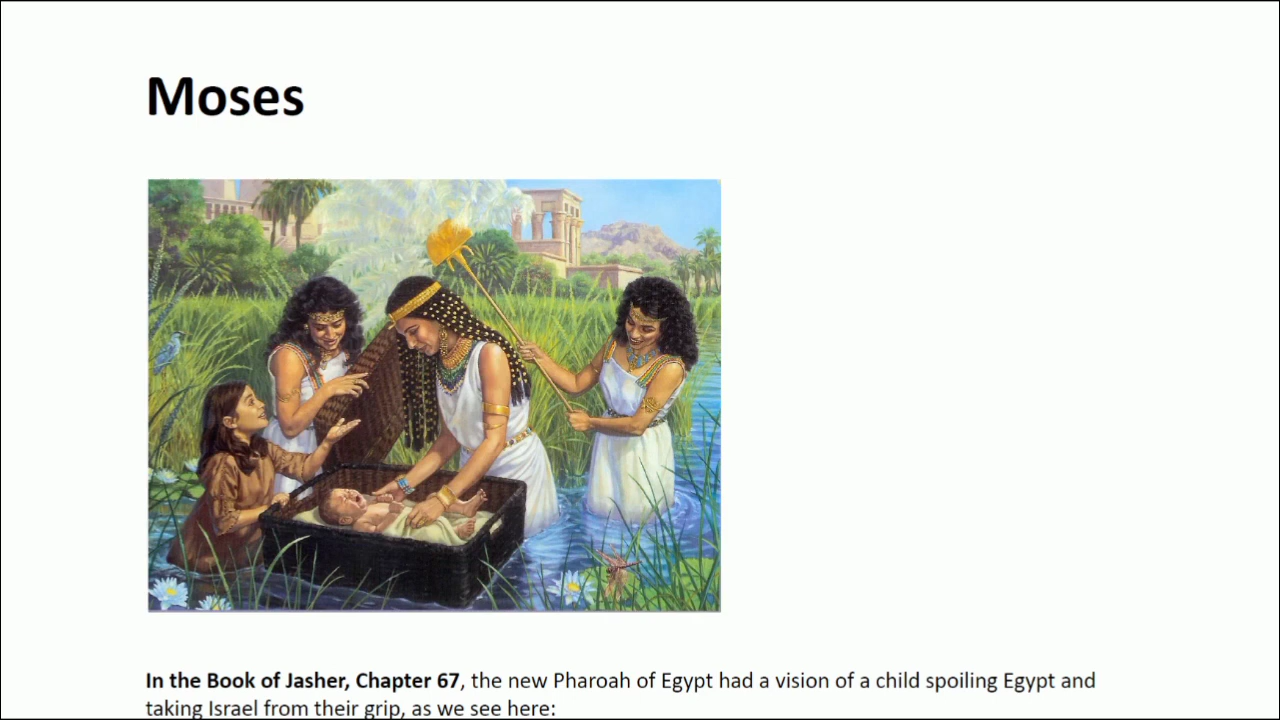 Moses
In the Book of Jasher, Chapter 67, the new Pharoah of Egypt had a vision of a child spoiling Egypt and
taking Israel from their grip, as we see here: